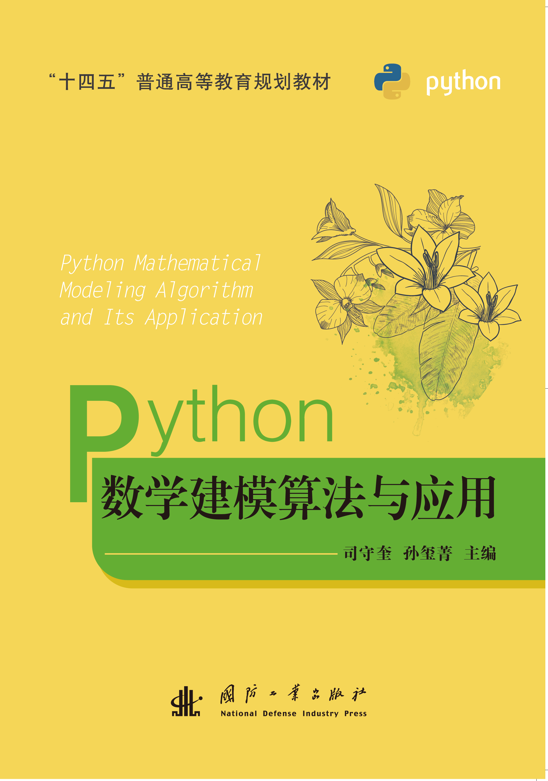 “十四五”普通高等教育规划教材
python
Python Mathematical
Modeling Algorithm
and Its Application
Python
数学建模算法与应用
司守奎 孙玺菁 主编
国防工业出版社
National Defense Industry Press